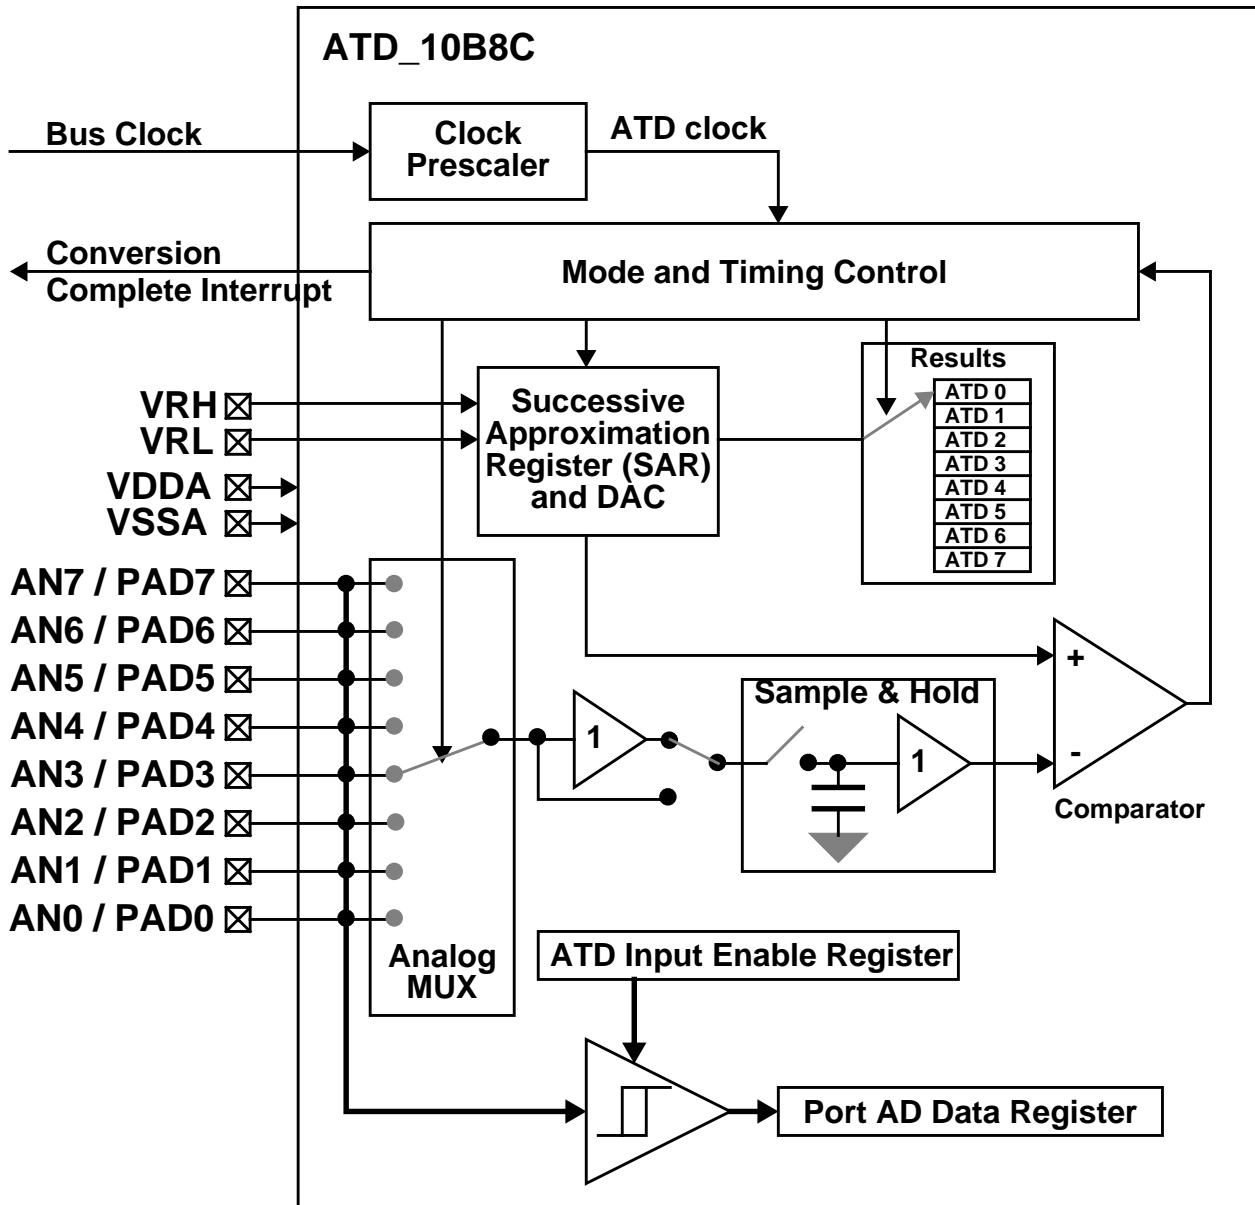 ATD_10B8C
Bus Clock
Clock
Prescaler
ATD clock
Conversion
Complete Interrupt
Mode and Timing Control
VRH
VRL
VDDA
VSSA
Successive
Approximation
Register (SAR)
and DAC
Results
ATD 0
ATD 1
ATD 2
ATD 3
ATD 4
ATD 5
ATD 6
ATD 7
AN7 / PAD7
AN6 / PAD6
AN5 / PAD5
AN4 / PAD4
AN3 / PAD3
AN2 / PAD2
AN1 / PAD1
AN0 / PAD0
Analog
MUX
1
Sample & Hold
1
+
-
Comparator
ATD Input Enable Register
Port AD Data Register